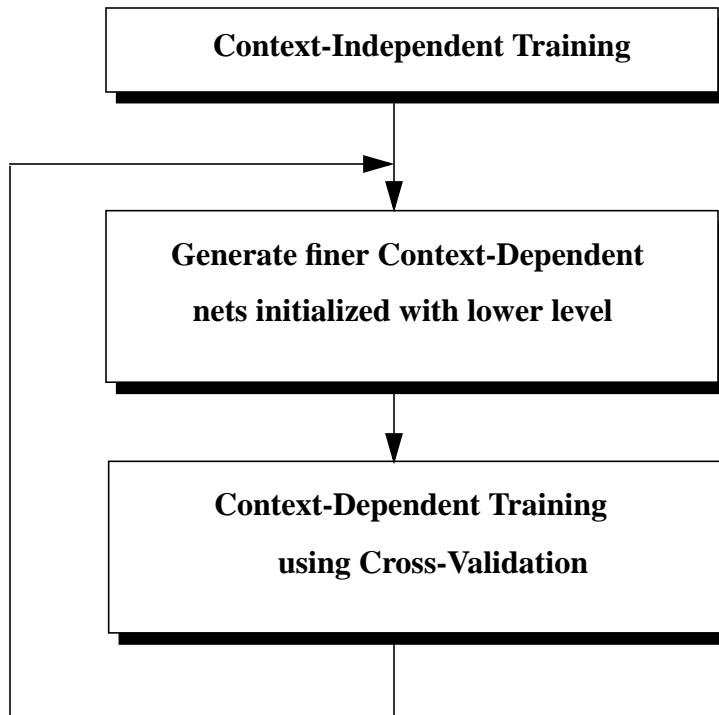 Context-Independent Training
Generate finer Context-Dependent
nets initialized with lower level
Context-Dependent Training
using Cross-Validation